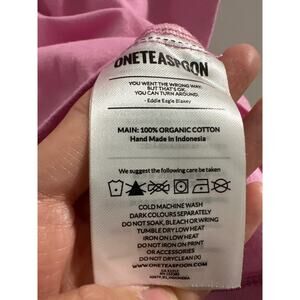 ONETEASPOON
YOU WENT THE WRONG WAY.
BUT THAT'S OK.
YOU CAN TURN AROUND.
- Eddie Eagle Blakey
MAIN: 100% ORGANIC COTTON
Hand Made in Indonesia
We suggest the following care be taken
COLD MACHINE WASH
DARK COLOURS SEPARATELY
DO NOT SOAK, BLEACH OR WRING
TUMBLE DRY LOW HEAT
IRON ON LOW HEAT
DO NOT IRON ON PRINT
OR ACCESSORIES
DO NOT DRYCLEAN (X)
WWW.ONETEASPOON.COM